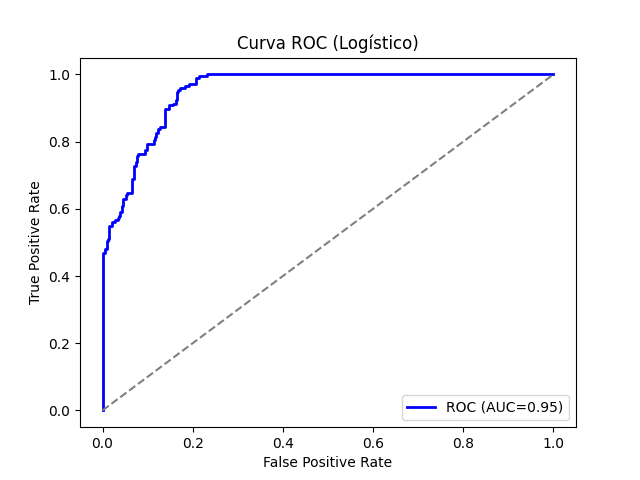 Curva ROC (Logístico)
True Positive Rate
1.0
0.8
0.6
0.4
0.2
0.0
ROC (AUC=0.95)
0.0 0.2 0.4 0.6 0.8 1.0
False Positive Rate